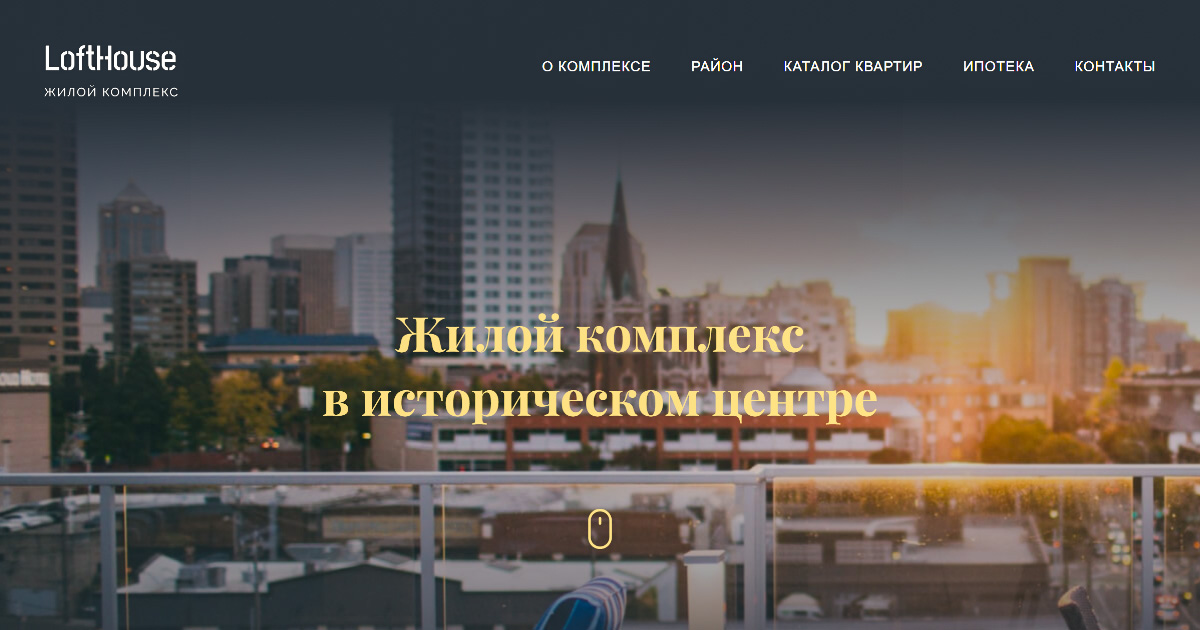 LoftHouse
ЖИЛОЙ КОМПЛЕКС
О КОМПЛЕКСЕ РАЙОН КАТАЛОГ КВАРТИР ИПОТЕКА КОНТАКТЫ
Жилой комплекс
в историческом центре